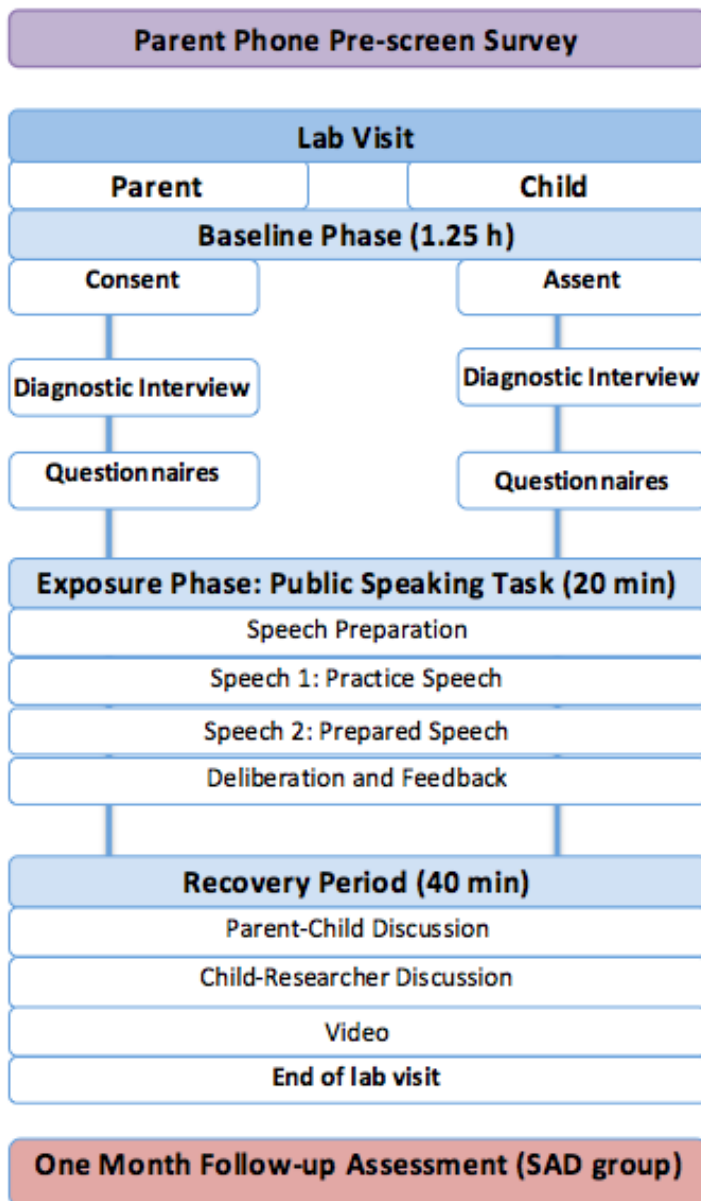 Parent Phone Pre-screen Survey
Lab Visit
Parent Child
Baseline Phase (1.25 h)
Consent Assent
Diagnostic Interview Diagnostic Interview
Questionnaires Questionnaires
Exposure Phase: Public Speaking Task (20 min)
Speech Preparation
Speech 1: Practice Speech
Speech 2: Prepared Speech
Deliberation and Feedback
Recovery Period (40 min)
Parent-Child Discussion
Child-Researcher Discussion
Video
End of lab visit
One Month Follow-up Assessment (SAD group)